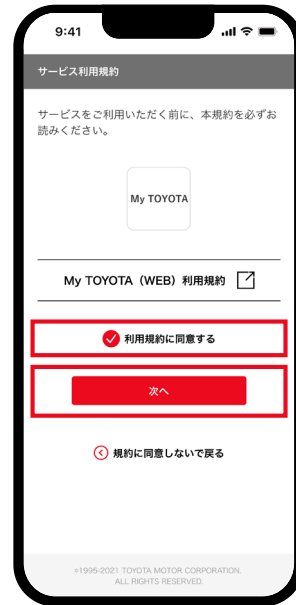 9:41
サービス利用規約
サービスをご利用いただく前に、本規約を必ずお
読みください。
My TOYOTA
My TOYOTA（WEB）利用規約
利用規約に同意する
次へ
規約に同意しないで戻る
©1995-2021 TOYOTA MOTOR CORPORATION.
ALL RIGHTS RESERVED.